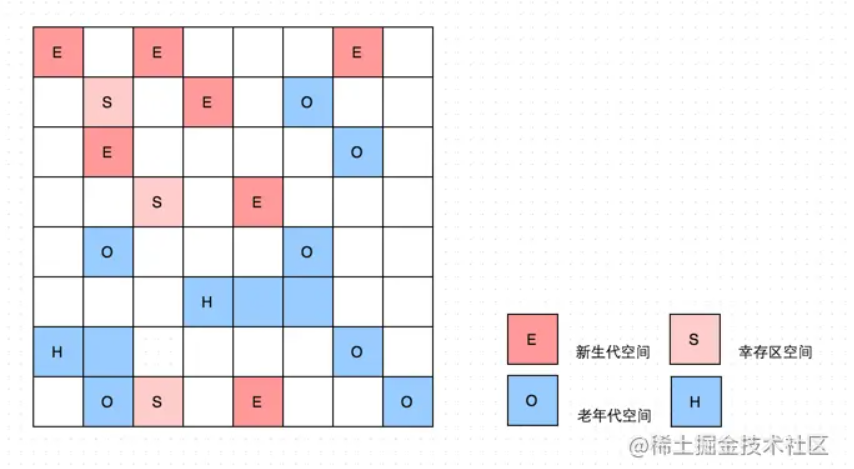 E E E
S E O
E O
S E
O O
H
H O
O S E O
E 新生代空间 S 幸存区空间
O 老年代空间 H
@稀土掘金技术社区